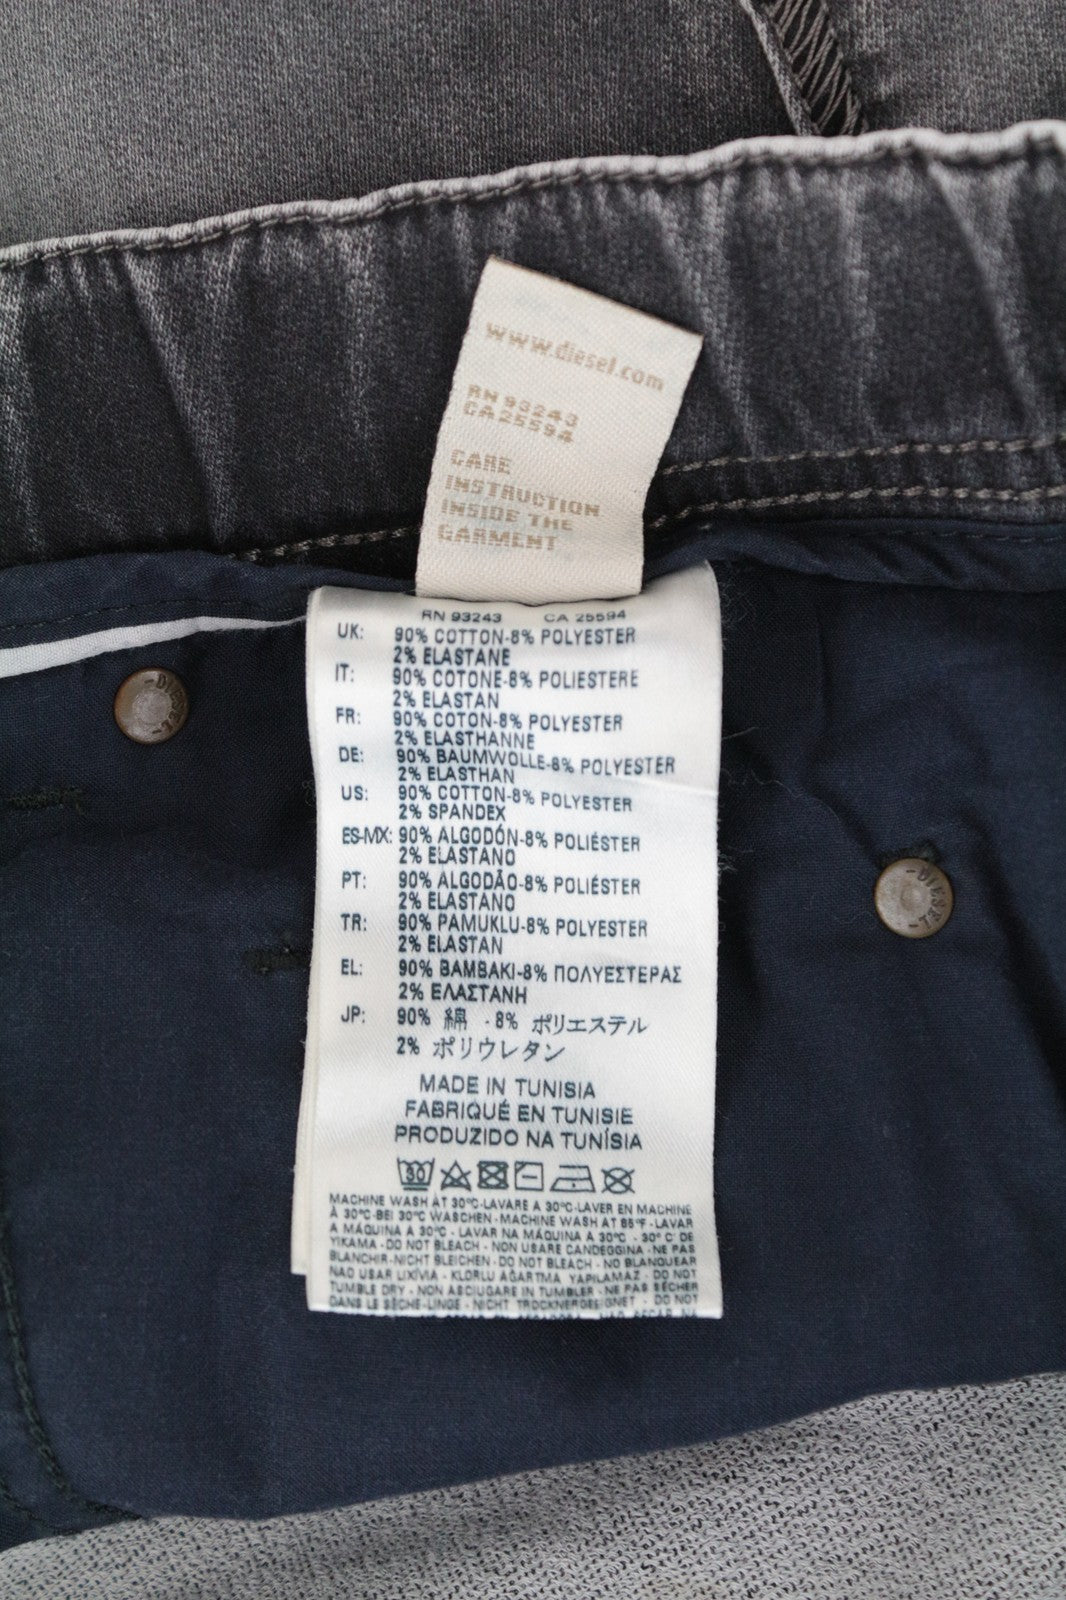 www.diesel.com
RN 93243
CA 25594
CARE
INSTRUCTION
INSIDE THE
GARMENT
RN 93243 CA 25594
UK: 90% COTTON-8% POLYESTER
2% ELASTANE
IT: 90% COTONE-8% POLIESTERE
2% ELASTAN
FR: 90% COTON-8% POLYESTER
2% ELASTHANNE
DE: 90% BAUMWOLLE-8% POLYESTER
2% ELASTHAN
US: 90% COTTON-8% POLYESTER
2% SPANDEX
ES-MX: 90% ALGODÓN-8% POLIÉSTER
2% ELASTANO
PT: 90% ALGODÃO-8% POLIÉSTER
2% ELASTANO
TR: 90% PAMUKLU-8% POLYESTER
2% ELASTAN
EL: 90% ΒΑΜΒΑΚΙ-8% ΠΟΛΥΕΣΤΕΡΑΣ
2% ΕΛΑΣΤΑΝΗ
JP: 90% 綿 - 8% ポリエステル
2% ポリウレタン
MADE IN TUNISIA
FABRIQUÉ EN TUNISIE
PRODUZIDO NA TUNÍSIA
30
MACHINE WASH AT 30°C-LAVARE A 30°C-LAVER EN MACHINE
À 30°C-BEI 30°C WASCHEN - MACHINE WASH AT 85°F - LAVAR
A MÁQUINA A 30°C - LAVAR NA MÁQUINA A 30°C - 30° C' DE
YIKAMA - DO NOT BLEACH - NON USARE CANDEGGINA - NE PAS
BLANCHIR-NICHT BLEICHEN - DO NOT BLEACH - NO BLANQUEAR
NAO USAR LIXÍVIA - KLORLU AĞARTMA YAPILAMAZ - DO NOT
TUMBLE DRY - NON ASCIUGARE IN TUMBLER - NE PAS SÉCHER
DANS LE SÈCHE-LINGE - NICHT TROCKNERGEEIGNET - DO NOT
DIESEL
DIESEL